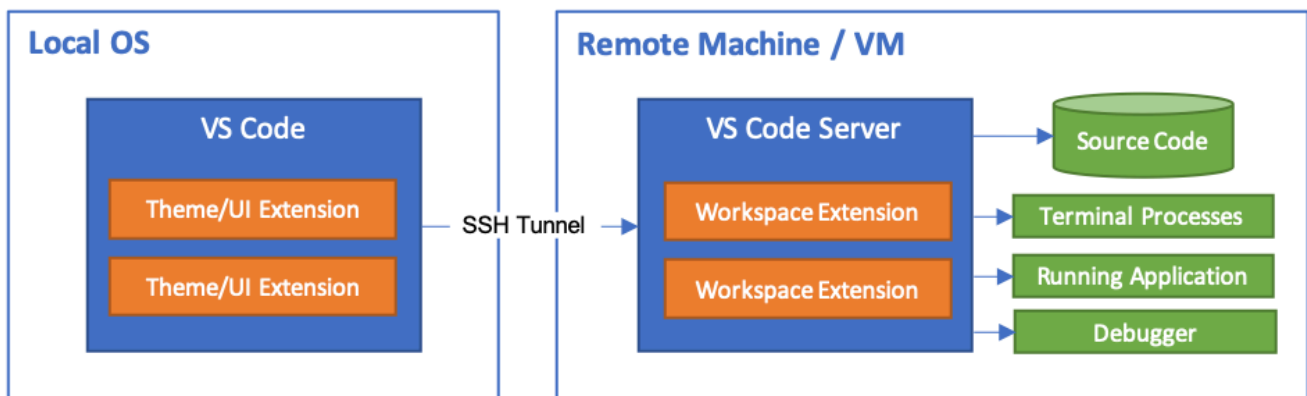 Local OS
VS Code
Theme/UI Extension
Theme/UI Extension
SSH Tunnel
Remote Machine / VM
VS Code Server
Workspace Extension
Workspace Extension
Source Code
Terminal Processes
Running Application
Debugger